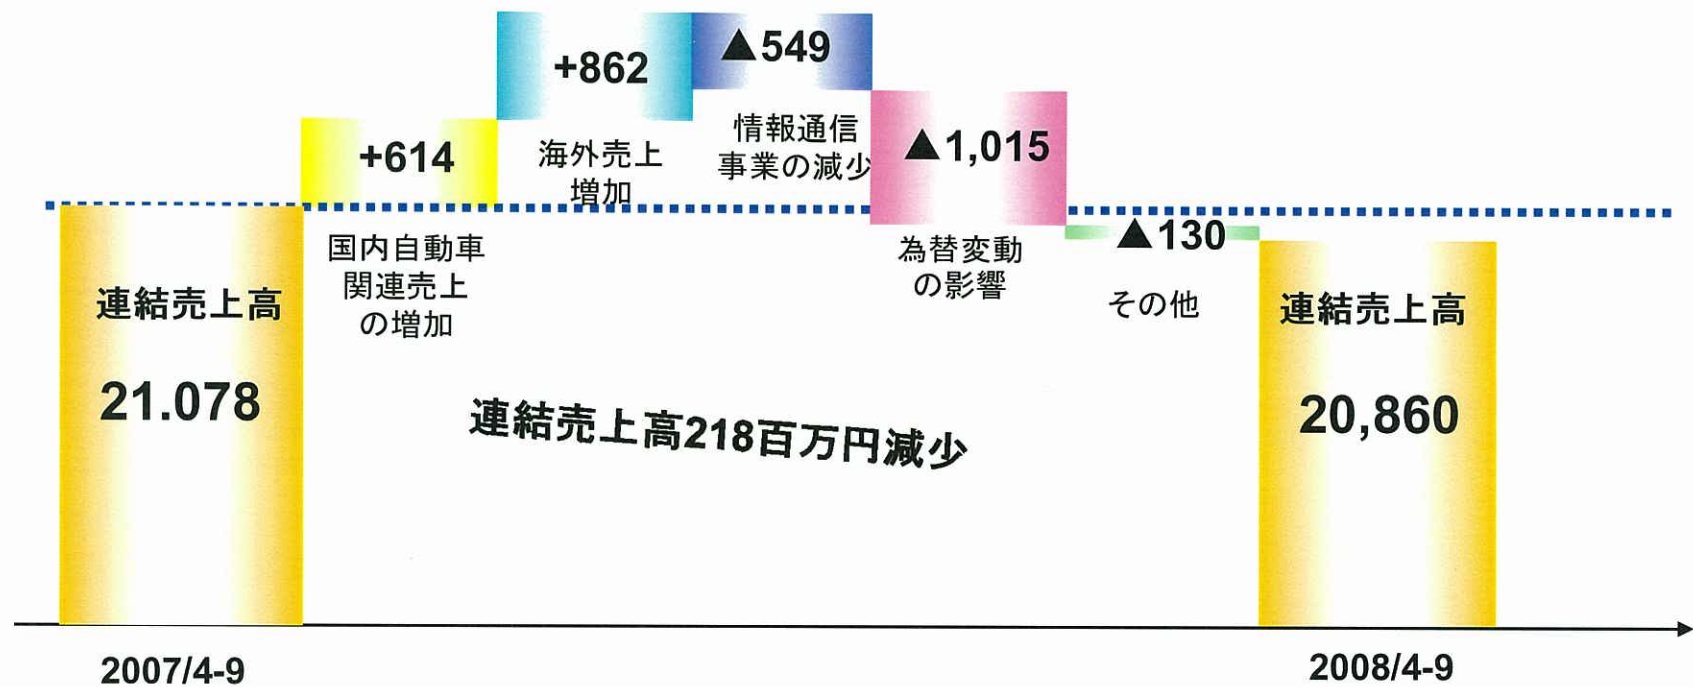 +862
▲549
+614
海外売上
増加
情報通信
事業の減少
▲1,015
国内自動車
関連売上
の増加
為替変動
の影響
▲130
その他
連結売上高
21.078
連結売上高
20,860
連結売上高218百万円減少
2007/4-9
2008/4-9